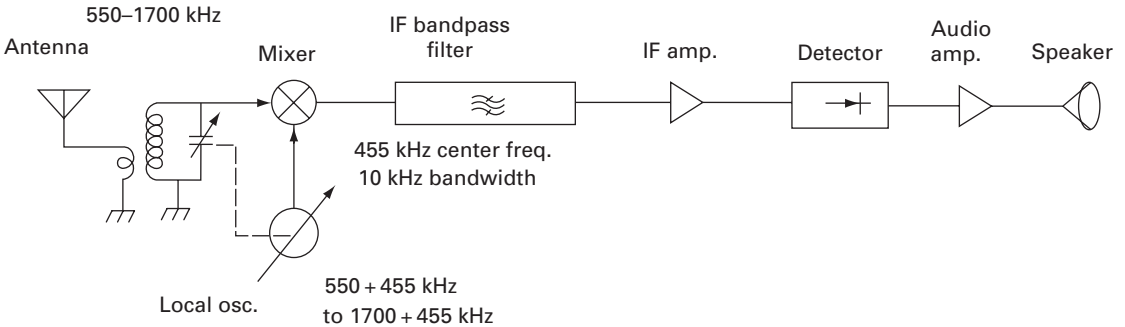 550–1700 kHz
Antenna
Mixer
IF bandpass
filter
IF amp.
Detector
Audio
amp.
Speaker
455 kHz center freq.
10 kHz bandwidth
Local osc.
550 + 455 kHz
to 1700 + 455 kHz